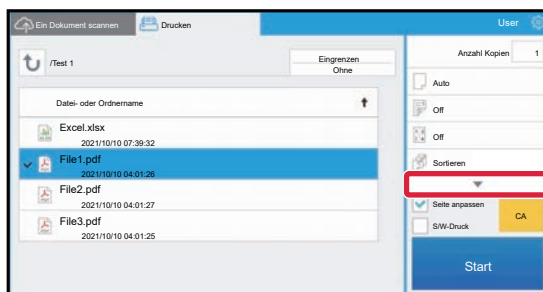 Ein Dokument scannen
Drucken
User
/Test 1
Eingrenzen
Ohne
Datei- oder Ordnername
Excel.xlsx
2021/10/10 07:39:32
File1.pdf
2021/10/10 04:01:26
File2.pdf
2021/10/10 04:01:27
File3.pdf
2021/10/10 04:01:25
Anzahl Kopien 1
Auto
Off
Off
Sortieren
Seite anpassen
S/W-Druck
CA
Start